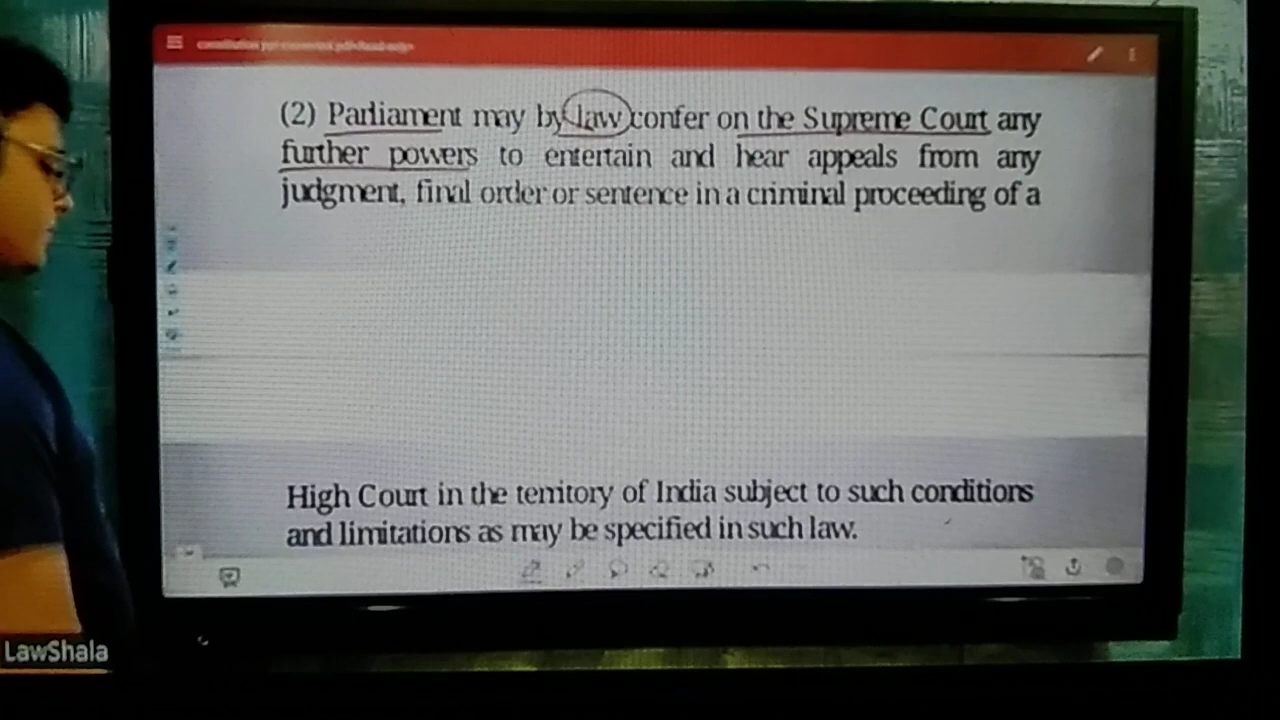 (2) Parliament may by law confer on the Supreme Court any
further powers to entertain and hear appeals from any
judgment, final order or sentence in a criminal proceeding of a
High Court in the territory of India subject to such conditions
and limitations as may be specified in such law.
LawShala